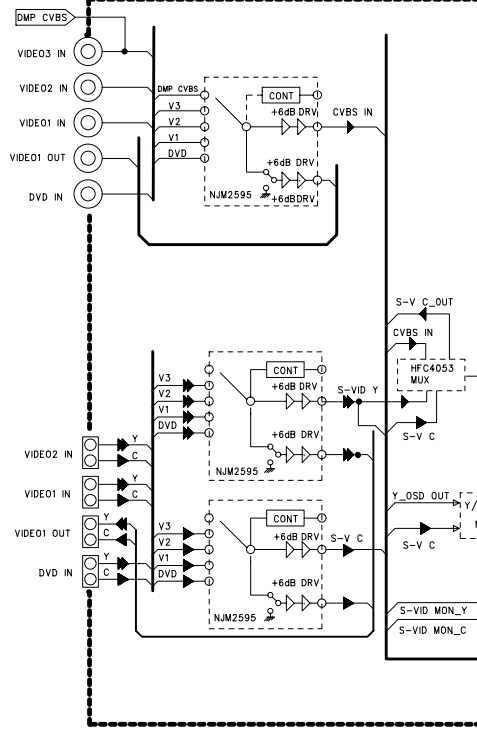 DMP CVBS
VIDEO3 IN
VIDEO2 IN
VIDEO1 IN
VIDEO1 OUT
DVD IN
DMP CVBS
V3
V2
V1
DVD
CONT
+6dB DRV
+6dB DRV
+6dBDRV
NJM2595
CVBS IN
S-V C_OUT
CVBS IN
HFC4053
MUX
S-V C
V3
V2
V1
DVD
CONT
+6dB DRV
+6dB DRV
NJM2595
S-VID Y
VIDEO2 IN
Y
C
VIDEO1 IN
Y
C
VIDEO1 OUT
Y
C
DVD IN
Y
C
V3
V2
V1
DVD
CONT
+6dB DRV
+6dB DRV
NJM2595
S-V C
Y_OSD OUT
Y/
S-V C
S-VID MON_Y
S-VID MON_C